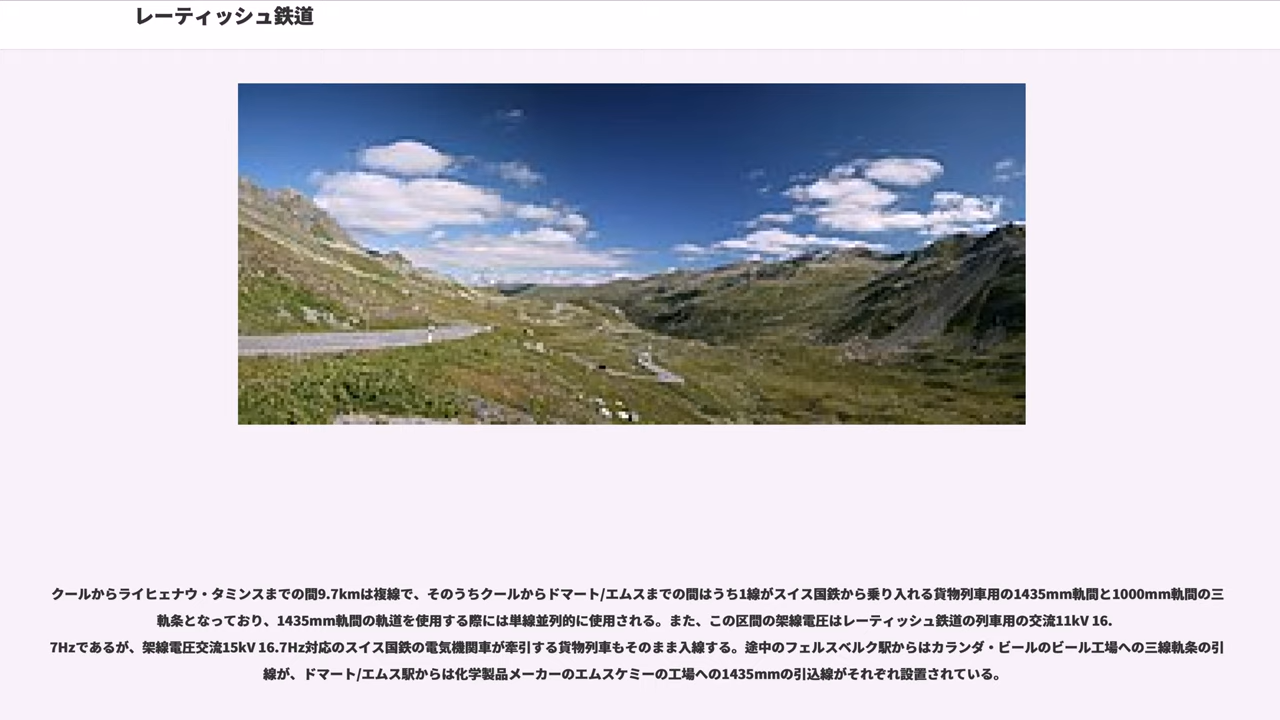 レーティッシュ鉄道
クールからライヒェナウ・タミンスまでの間9.7kmは複線で、そのうちクールからドマート/エムスまでの間はうち1線がスイス国鉄から乗り入れる貨物列車用の1435mm軌間と1000mm軌間の三
軌条となっており、1435mm軌間の軌道を使用する際には単線並列的に使用される。また、この区間の架線電圧はレーティッシュ鉄道の列車用の交流11kV 16.
7Hzであるが、架線電圧交流15kV 16.7Hz対応のスイス国鉄の電気機関車が牽引する貨物列車もそのまま入線する。途中のフェルスベルク駅からはカランダ・ビールのビール工場への三線軌条の引
線が、ドマート/エムス駅からは化学製品メーカーのエムスケミーの工場への1435mmの引込線がそれぞれ設置されている。